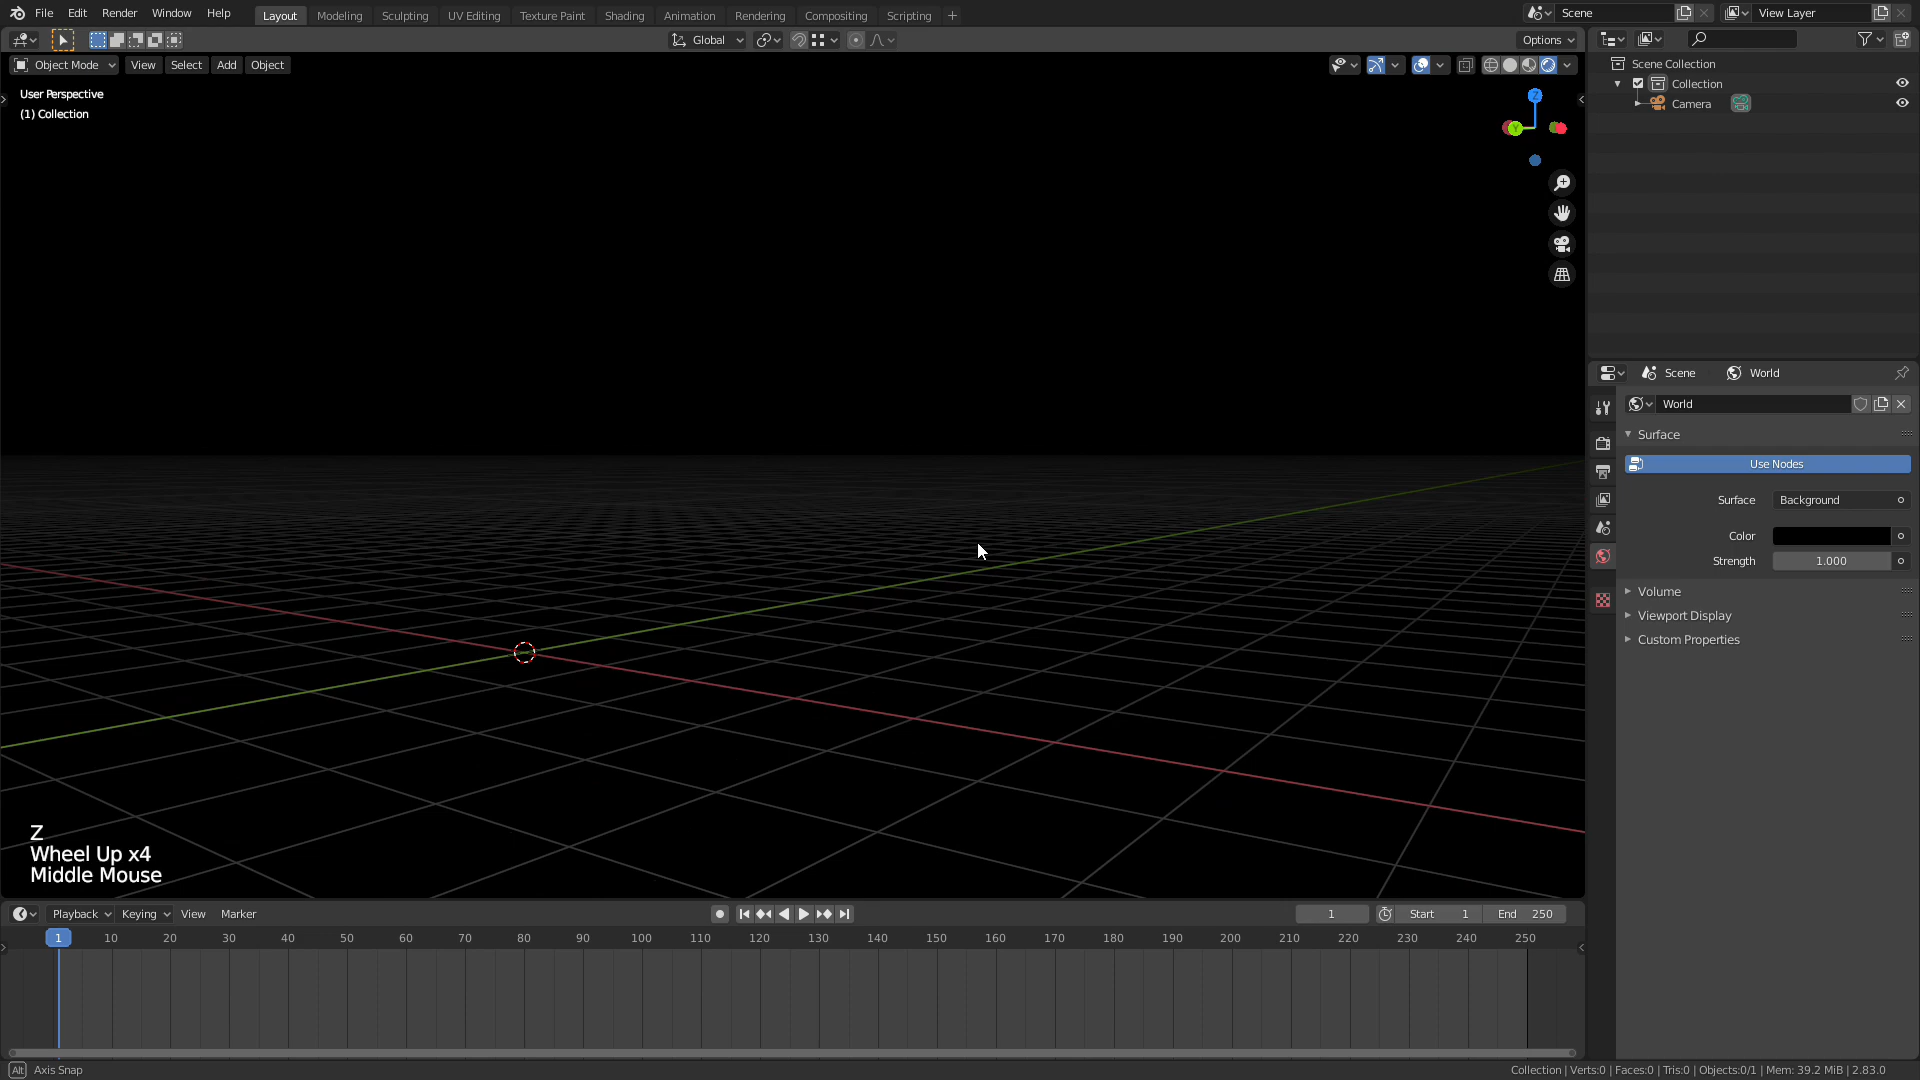 File Edit Render Window Help Layout Modeling Sculpting UV Editing Texture Paint Shading Animation Rendering Compositing Scripting Scene View Layer
Global Options
Object Mode View Select Add Object
User Perspective
(1) Collection
Z
Y
Scene Collection
Collection
Camera
Scene World
World
Surface
Use Nodes
Surface Background
Color
Strength 1.000
Volume
Viewport Display
Custom Properties
Z
Wheel Up x4
Middle Mouse
Playback Keying View Marker 1 Start 1 End 250
1 10 20 30 40 50 60 70 80 90 100 110 120 130 140 150 160 170 180 190 200 210 220 230 240 250
Alt Axis Snap Collection | Verts:0 | Faces:0 | Tris:0 | Objects:0/1 | Mem: 39.2 MiB | 2.83.0